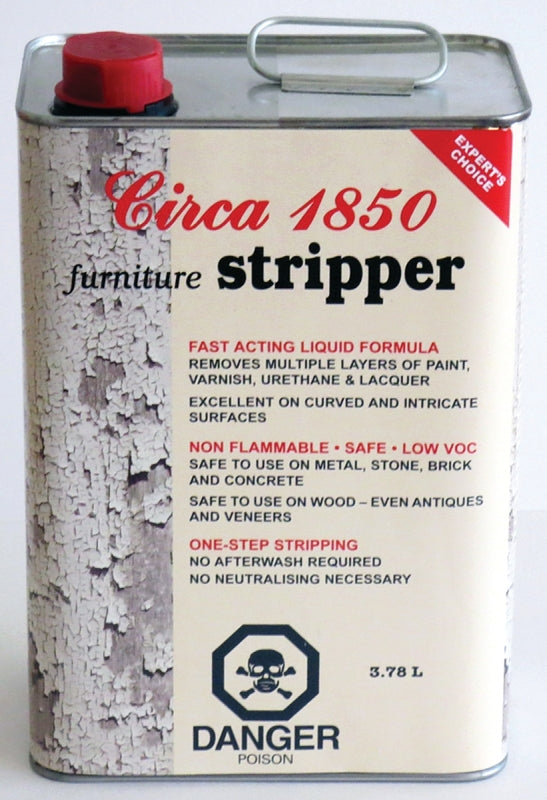 EXPERT'S
CHOICE
Circa 1850
furniture stripper
FAST ACTING LIQUID FORMULA
REMOVES MULTIPLE LAYERS OF PAINT,
VARNISH, URETHANE & LACQUER
EXCELLENT ON CURVED AND INTRICATE
SURFACES
NON FLAMMABLE • SAFE • LOW VOC
SAFE TO USE ON METAL, STONE, BRICK
AND CONCRETE
SAFE TO USE ON WOOD – EVEN ANTIQUES
AND VENEERS
ONE-STEP STRIPPING
NO AFTERWASH REQUIRED
NO NEUTRALISING NECESSARY
3.78 L
DANGER
POISON